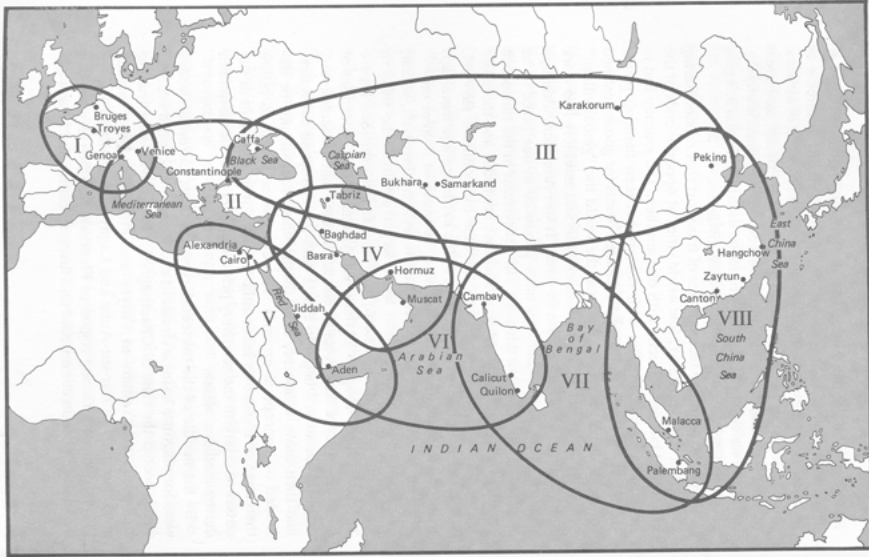 Bruges
Troyes
I
Genoa
Venice
Caffa
Black Sea
Constantinople
II
Mediterranean
Sea
Caspian
Sea
Karakorum
III
Bukhara
Samarkand
Peking
Tabriz
Baghdad
IV
Basra
Hormuz
Alexandria
Cairo
Red
Sea
Jiddah
V
Muscat
Aden
VI
Arabian
Sea
Cambay
Calicut
Quilon
Bay
of
Bengal
VII
East
China
Sea
Hangchow
Zaytun
Canton
VIII
South
China
Sea
Malacca
Palembang
INDIAN OCEAN